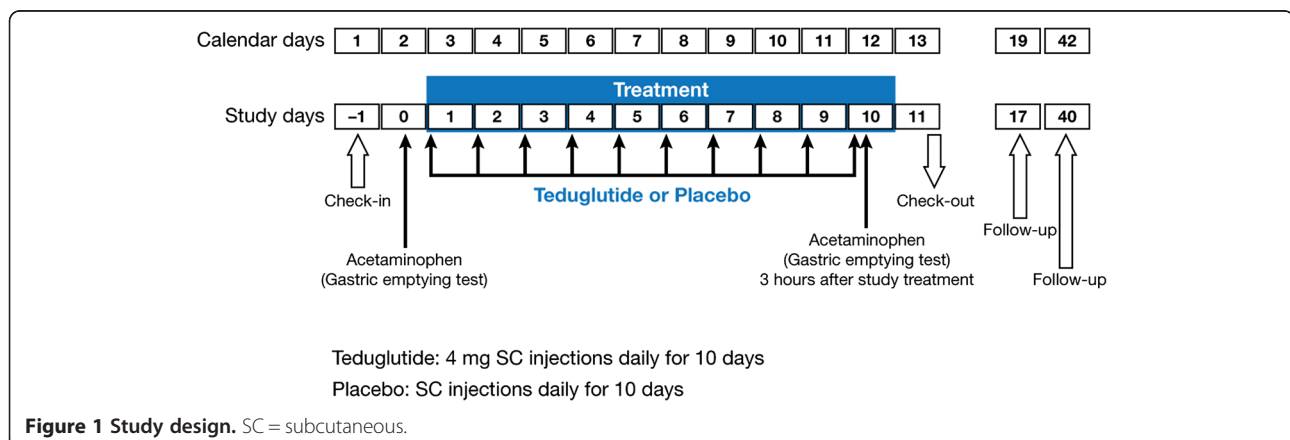 Calendar days 1 2 3 4 5 6 7 8 9 10 11 12 13 19 42
Treatment
Study days –1 0 1 2 3 4 5 6 7 8 9 10 11 17 40
Teduglutide or Placebo
Check-in
Check-out
Follow-up
Acetaminophen
(Gastric emptying test)
Acetaminophen
(Gastric emptying test)
3 hours after study treatment
Follow-up
Teduglutide: 4 mg SC injections daily for 10 days
Placebo: SC injections daily for 10 days
Figure 1 Study design. SC = subcutaneous.